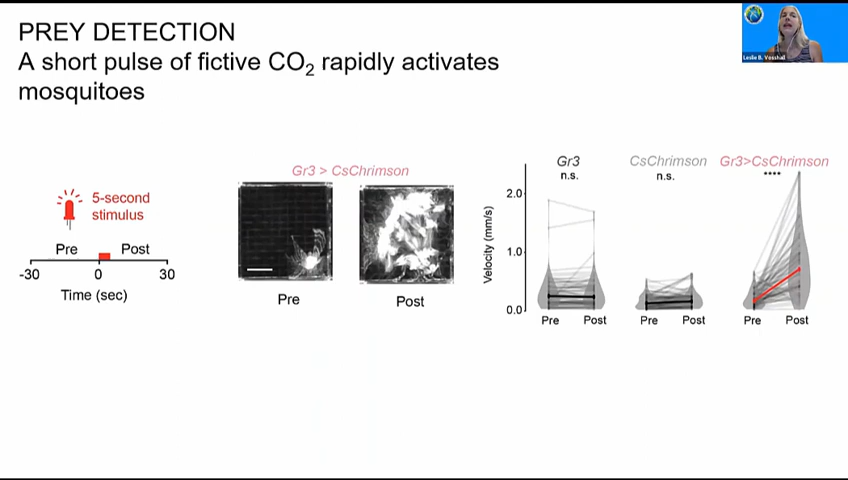 PREY DETECTION
A short pulse of fictive CO₂ rapidly activates
mosquitoes
Leslie B. Vosshall
5-second
stimulus
Pre
Post
-30
0
30
Time (sec)
Gr3 > CsChrimson
Pre
Post
Velocity (mm/s)
2.0
1.0
0.0
Gr3
n.s.
Pre
Post
CsChrimson
n.s.
Pre
Post
Gr3>CsChrimson
****
Pre
Post